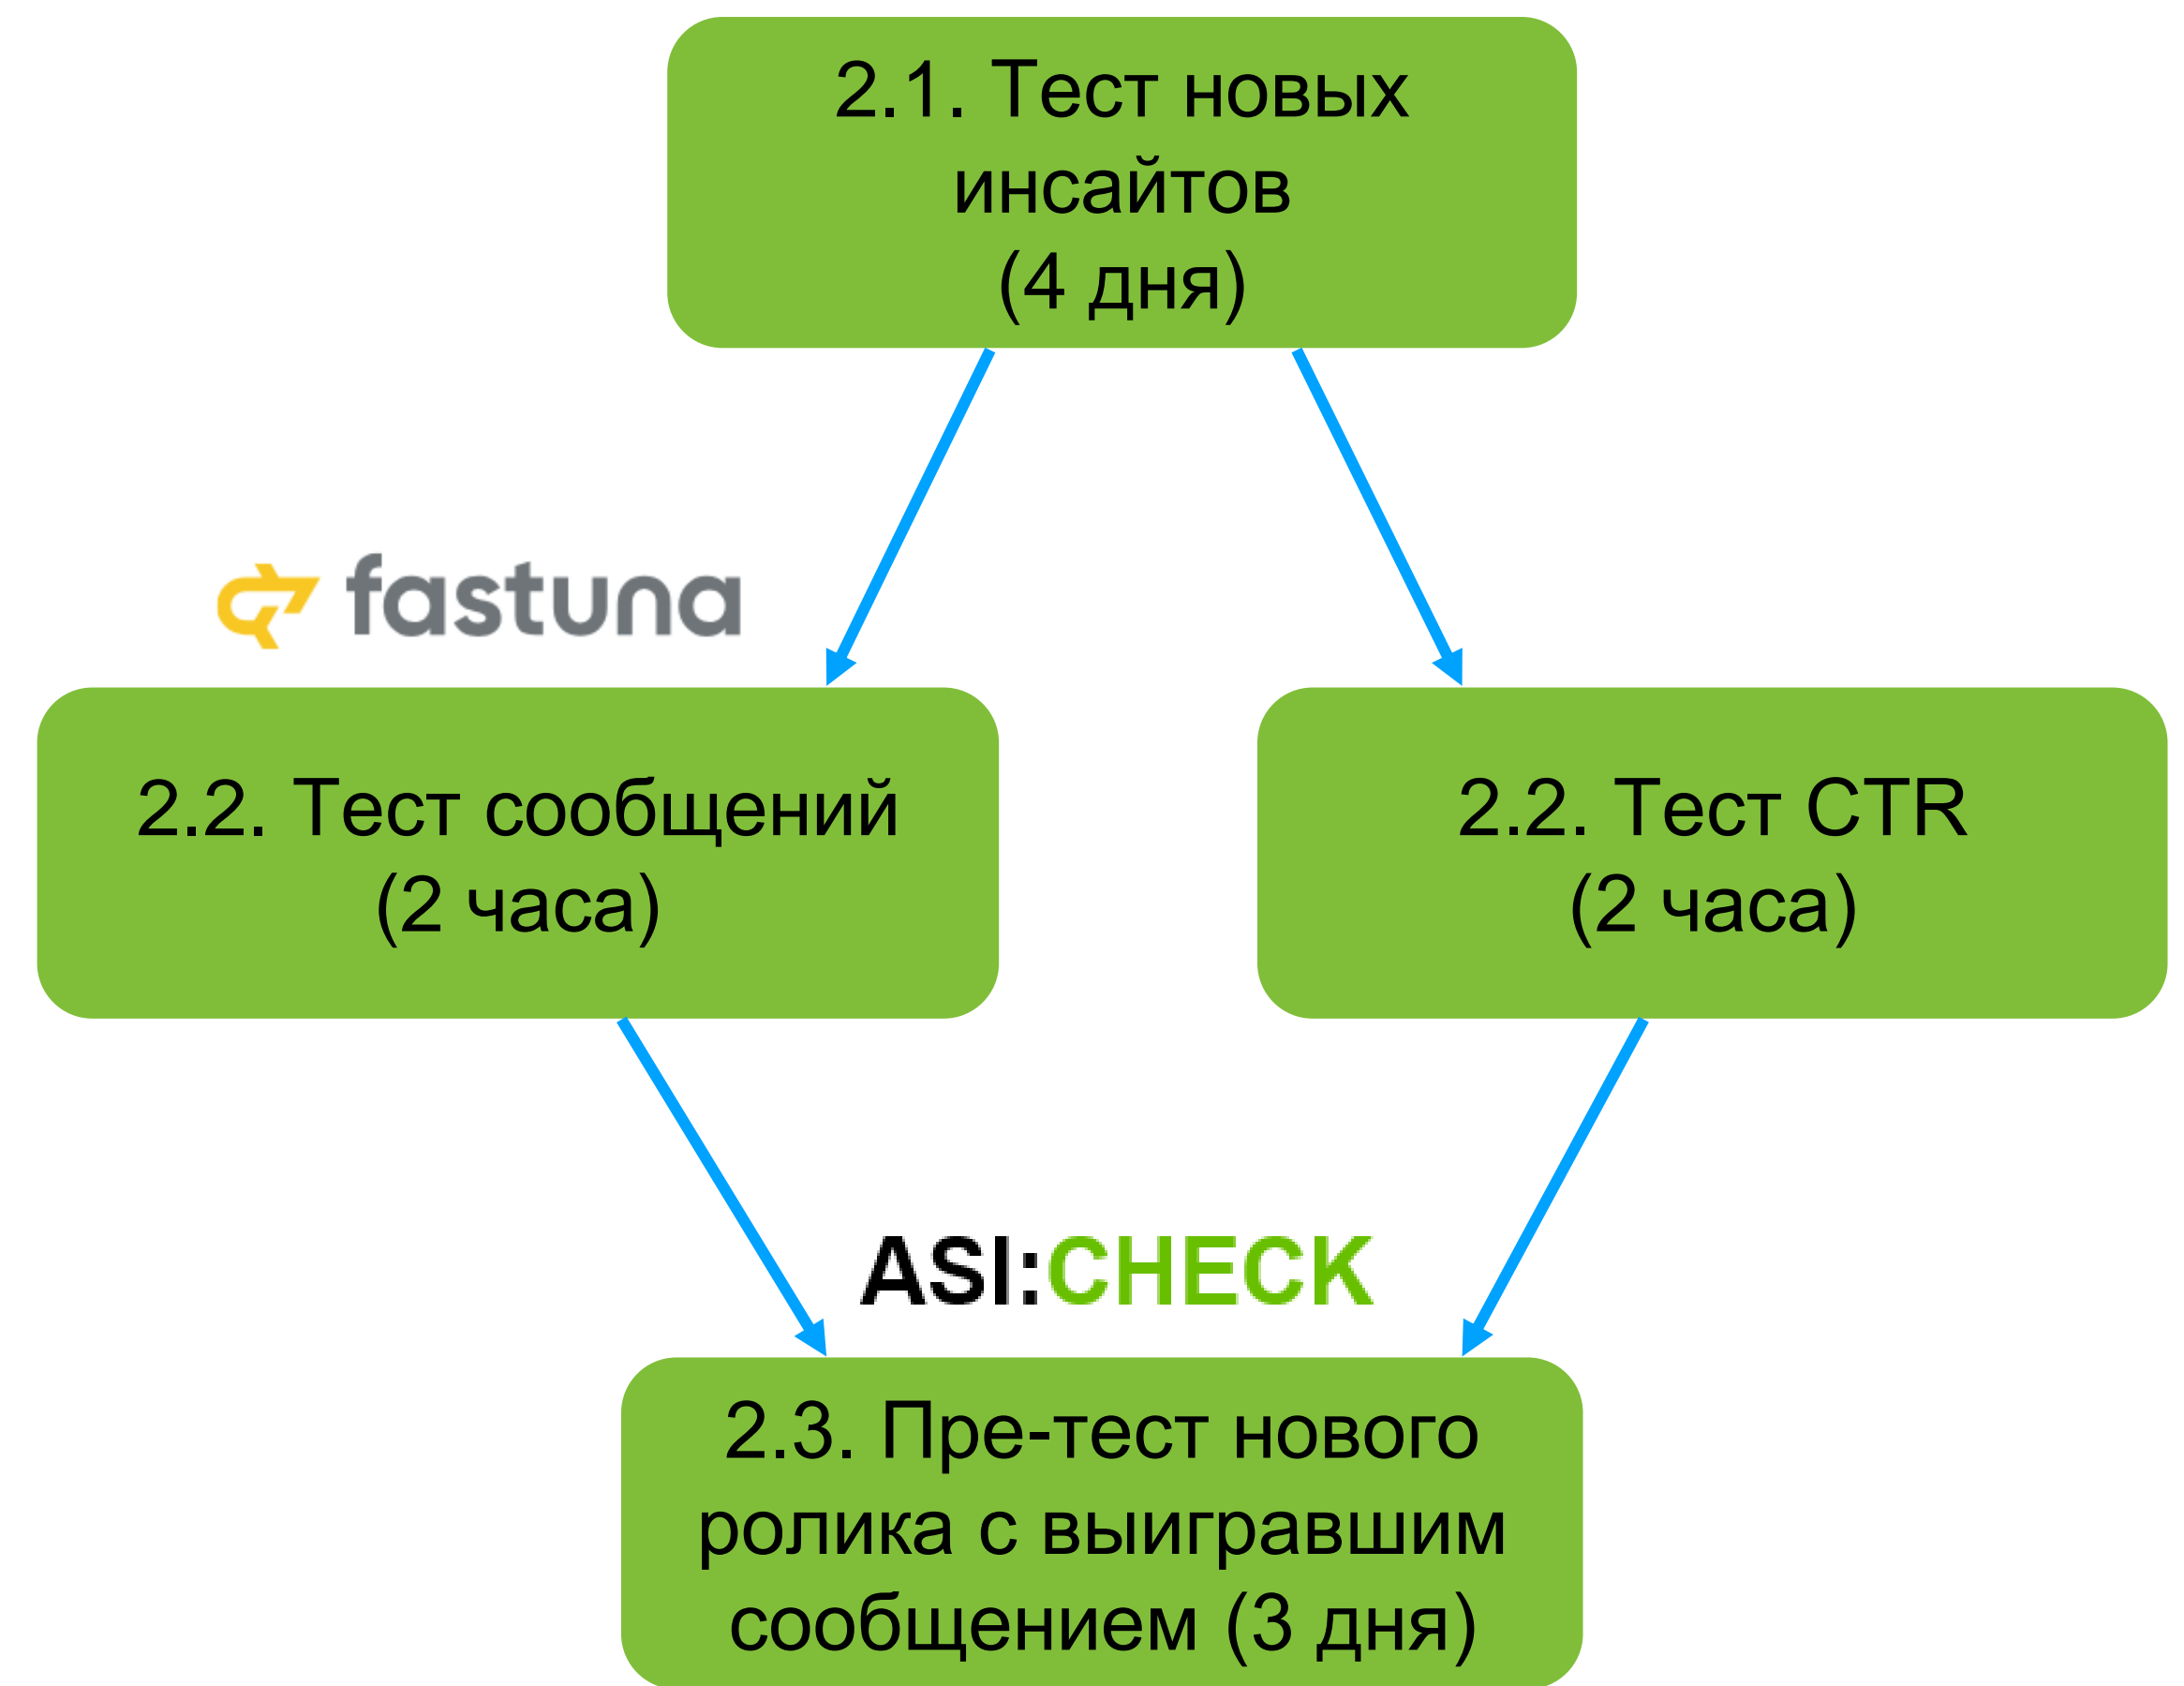 2.1. Тест новых
инсайтов
(4 дня)
fastuna
2.2. Тест сообщений
(2 часа)
2.2. Тест CTR
(2 часа)
ASI:CHECK
2.3. Пре-тест нового
ролика с выигравшим
сообщением (3 дня)